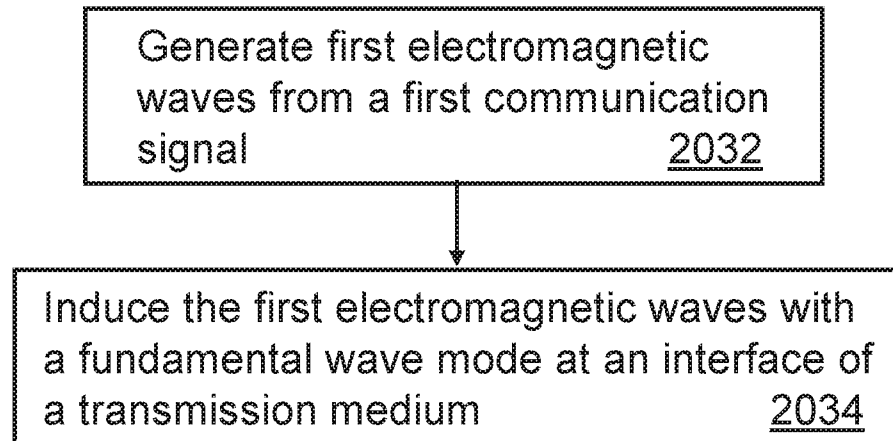 Generate first electromagnetic
waves from a first communication
signal 2032
Induce the first electromagnetic waves with
a fundamental wave mode at an interface of
a transmission medium 2034